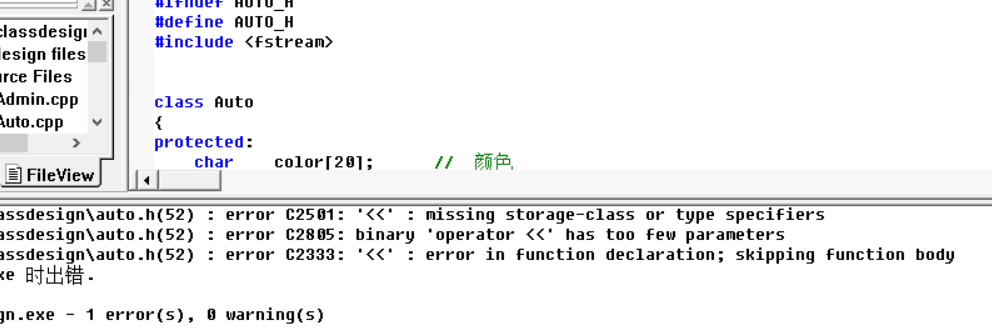 #ifndef AUTO_H
#define AUTO_H
#include <fstream>
class Auto
{
protected:
char color[20]; // 颜色
classdesign
design files
urce Files
Admin.cpp
Auto.cpp
FileView
assdesign\auto.h(52) : error C2501: '<<' : missing storage-class or type specifiers
assdesign\auto.h(52) : error C2805: binary 'operator <<' has too few parameters
assdesign\auto.h(52) : error C2333: '<<' : error in function declaration; skipping function body
xe 时出错.
gn.exe - 1 error(s), 0 warning(s)